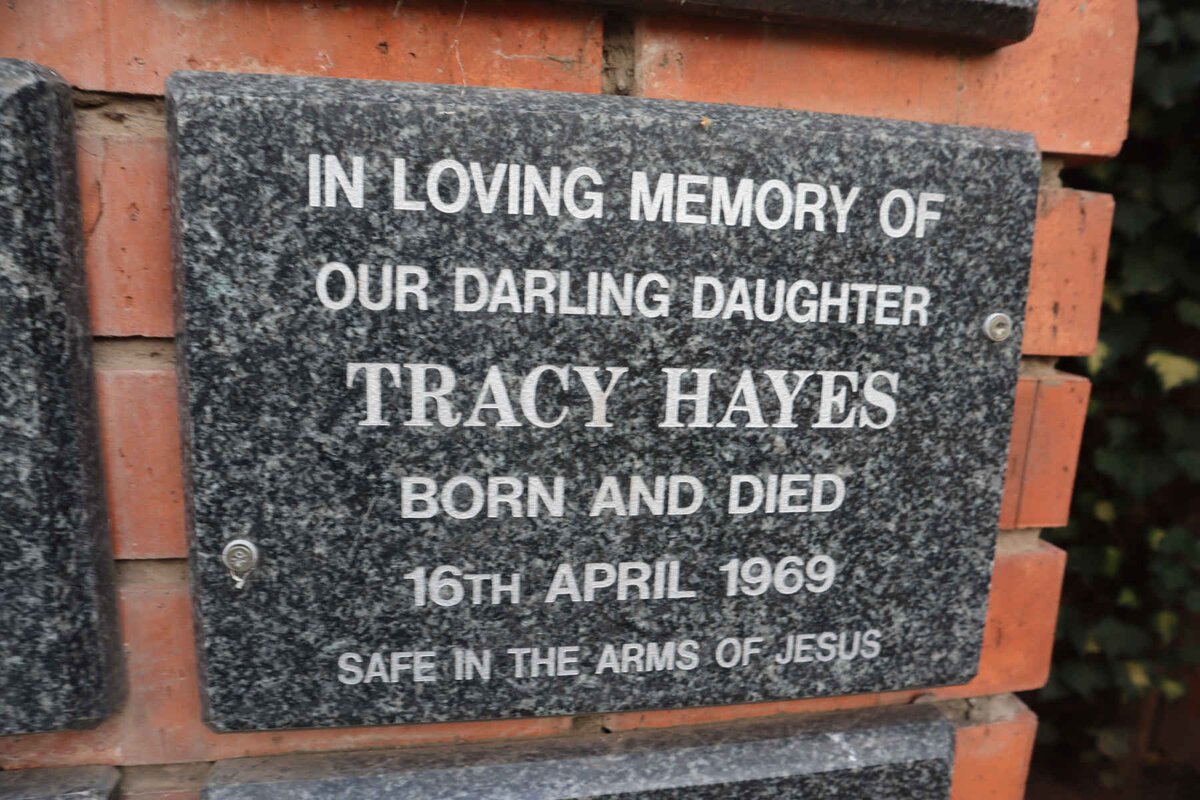 IN LOVING MEMORY OF
OUR DARLING DAUGHTER
TRACY HAYES
BORN AND DIED
16TH APRIL 1969
SAFE IN THE ARMS OF JESUS